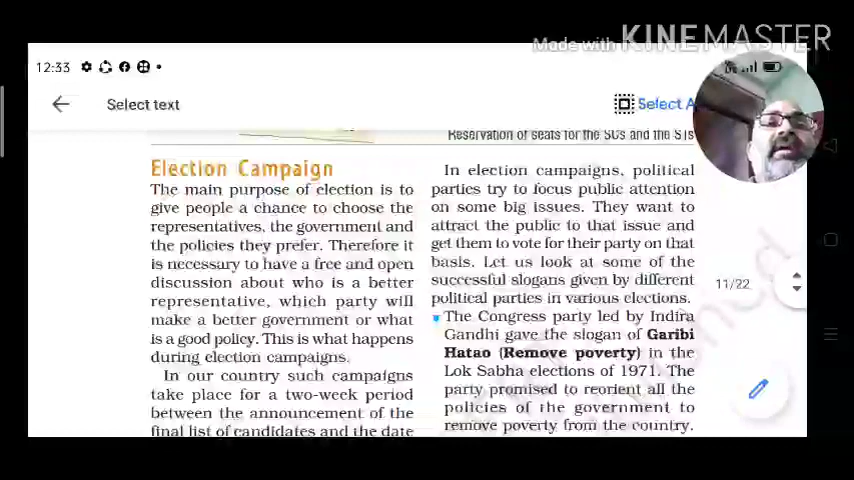 Made with KINEMASTER
12:33
Select text
Select A
Reservation of seats for the SCs and the STs
Election Campaign
The main purpose of election is to
give people a chance to choose the
representatives, the government and
the policies they prefer. Therefore it
is necessary to have a free and open
discussion about who is a better
representative, which party will
make a better government or what
is a good policy. This is what happens
during election campaigns.
In our country such campaigns
take place for a two-week period
between the announcement of the
final list of candidates and the date
In election campaigns, political
parties try to focus public attention
on some big issues. They want to
attract the public to that issue and
get them to vote for their party on that
basis. Let us look at some of the
successful slogans given by different
political parties in various elections.
The Congress party led by Indira
Gandhi gave the slogan of Garibi
Hatao (Remove poverty) in the
Lok Sabha elections of 1971. The
party promised to reorient all the
policies of the government to
remove poverty from the country.
11/22